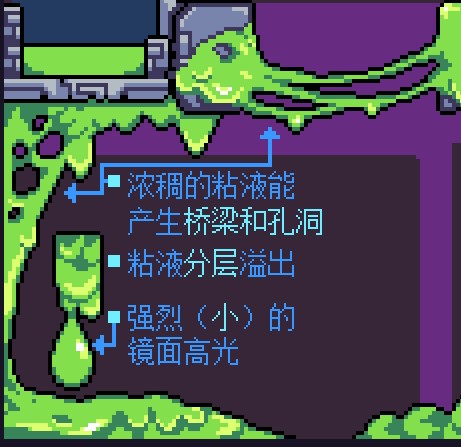 浓稠的粘液能
产生桥梁和孔洞
粘液分层溢出
强烈（小）的
镜面高光